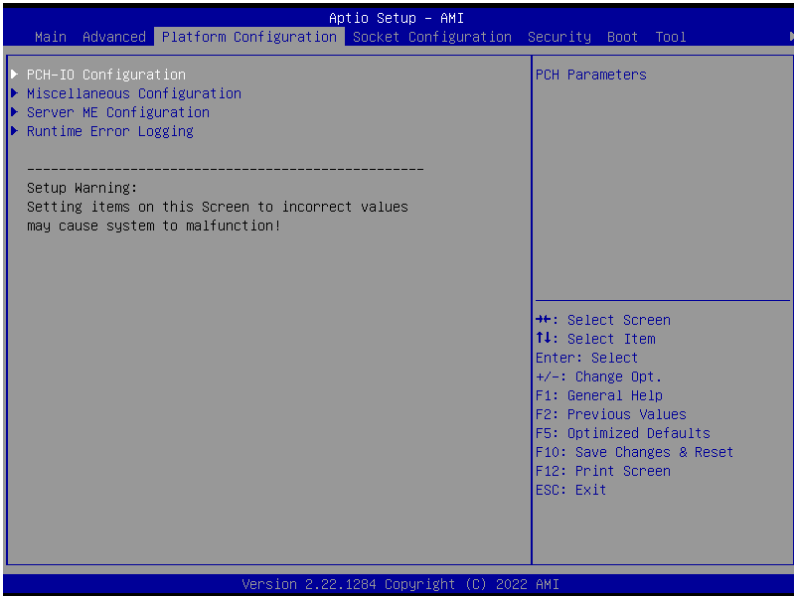 Aptio Setup – AMI
Main Advanced Platform Configuration Socket Configuration Security Boot Tool
PCH-IO Configuration
Miscellaneous Configuration
Server ME Configuration
Runtime Error Logging
--------------------------------------------------
Setup Warning:
Setting items on this Screen to incorrect values
may cause system to malfunction!
PCH Parameters
→←: Select Screen
↑↓: Select Item
Enter: Select
+/-: Change Opt.
F1: General Help
F2: Previous Values
F5: Optimized Defaults
F10: Save Changes & Reset
F12: Print Screen
ESC: Exit
Version 2.22.1284 Copyright (C) 2022 AMI